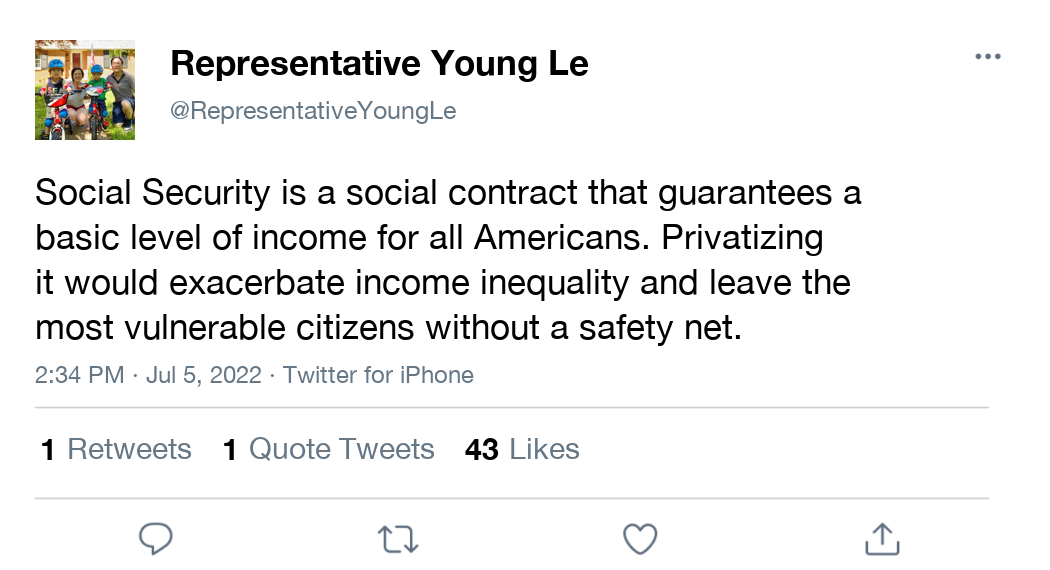 Representative Young Le
@RepresentativeYoungLe
Social Security is a social contract that guarantees a
basic level of income for all Americans. Privatizing
it would exacerbate income inequality and leave the
most vulnerable citizens without a safety net.
2:34 PM · Jul 5, 2022 · Twitter for iPhone
1 Retweets 1 Quote Tweets 43 Likes